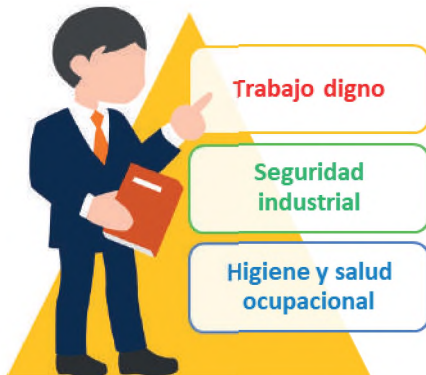 Trabajo digno
Seguridad
industrial
Higiene y salud
ocupacional